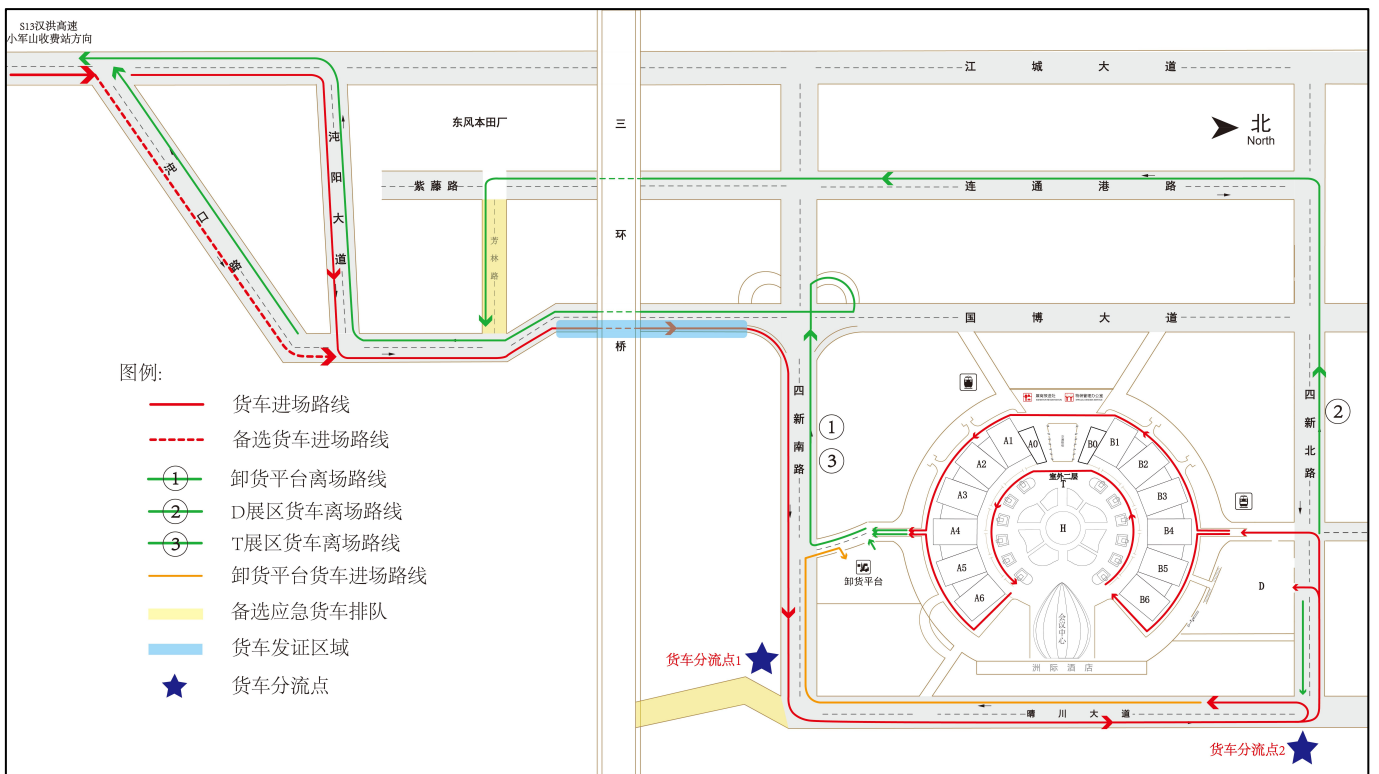 S13汉洪高速
小军山收费站方向
江城大道
沌口路
沌阳大道
东风本田厂
三环桥
北
North
紫藤路
连通港路
芳林路
国博大道
图例:
货车进场路线
备选货车进场路线
① 卸货平台离场路线
② D展区货车离场路线
③ T展区货车离场路线
卸货平台货车进场路线
备选应急货车排队
货车发证区域
货车分流点
四新南路
①
③
四新北路
②
A1
A0
B0
B1
A2
B2
A3
B3
A4
B4
A5
B5
A6
B6
室外二层
T
H
D
卸货平台
会议中心
洲际酒店
货车分流点1
晴川大道
货车分流点2